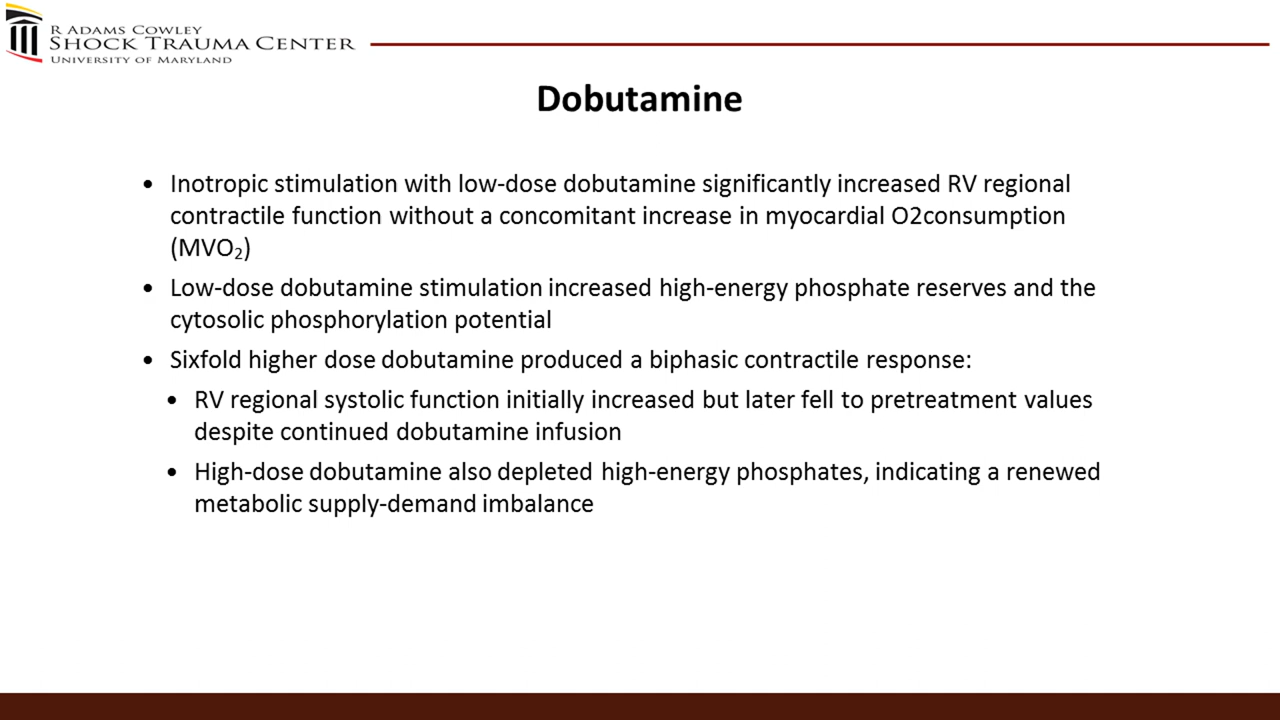 R ADAMS COWLEY
SHOCK TRAUMA CENTER
UNIVERSITY OF MARYLAND
Dobutamine
• Inotropic stimulation with low-dose dobutamine significantly increased RV regional
contractile function without a concomitant increase in myocardial O2consumption
(MVO₂)
• Low-dose dobutamine stimulation increased high-energy phosphate reserves and the
cytosolic phosphorylation potential
• Sixfold higher dose dobutamine produced a biphasic contractile response:
• RV regional systolic function initially increased but later fell to pretreatment values
despite continued dobutamine infusion
• High-dose dobutamine also depleted high-energy phosphates, indicating a renewed
metabolic supply-demand imbalance